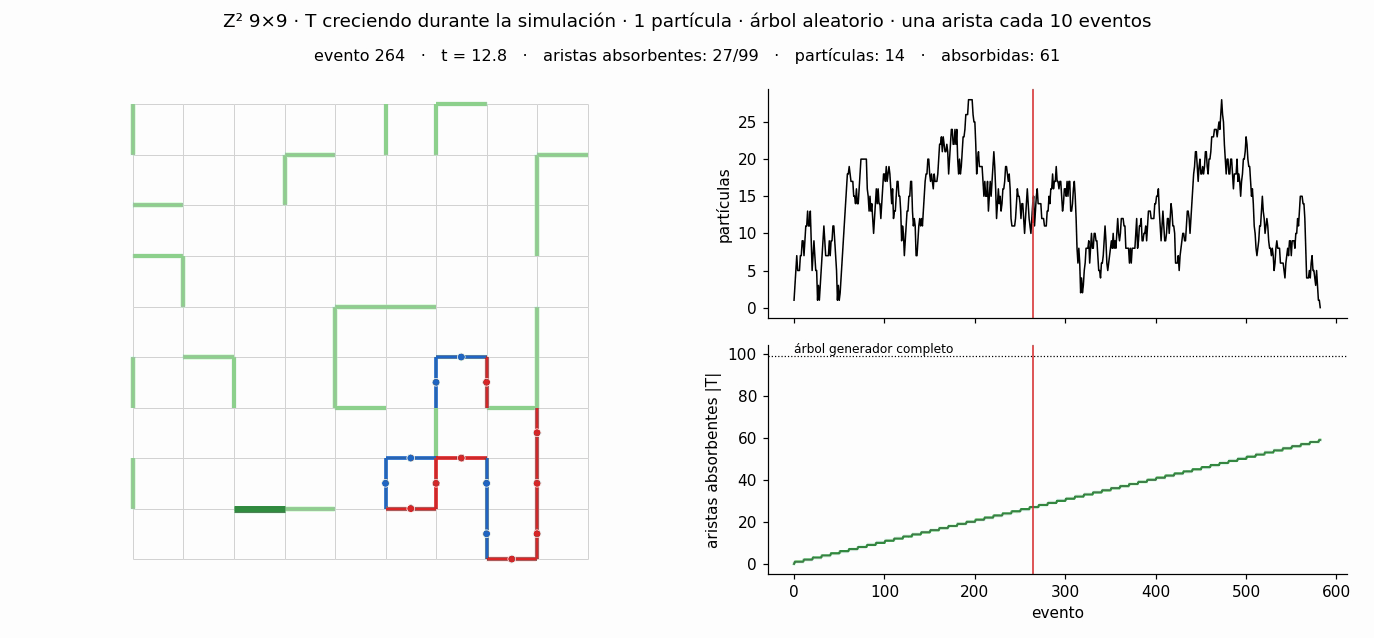 Z² 9×9 · T creciendo durante la simulación · 1 partícula · árbol aleatorio · una arista cada 10 eventos
evento 264 · t = 12.8 · aristas absorbentes: 27/99 · partículas: 14 · absorbidas: 61
partículas
25
20
15
10
5
0
aristas absorbentes |T|
árbol generador completo
100
80
60
40
20
0
0 100 200 300 400 500 600
evento